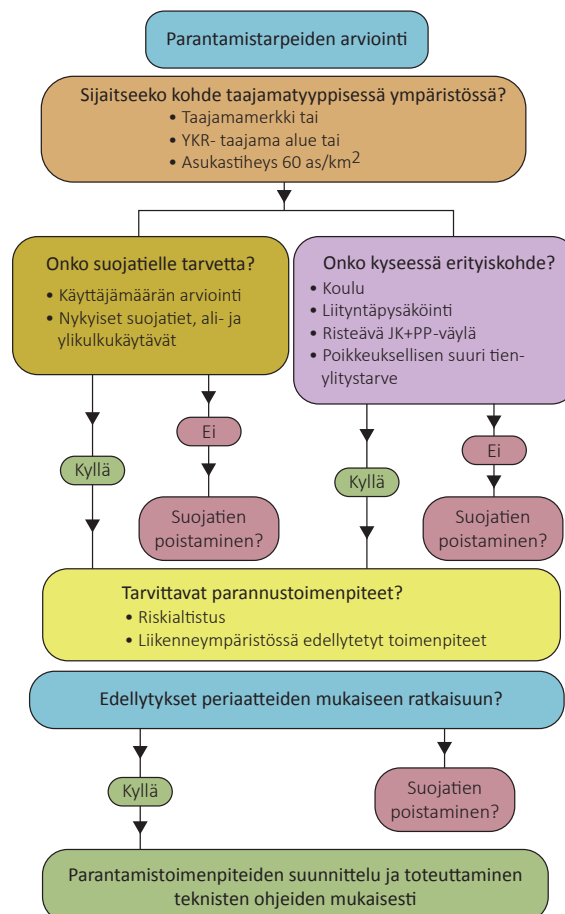 Parantamistarpeiden arviointi
Sijaitseeko kohde taajamatyyppisessä ympäristössä?
• Taajamamerkki tai
• YKR- taajama alue tai
• Asukastiheys 60 as/km²
Onko suojatielle tarvetta?
• Käyttäjämäärän arviointi
• Nykyiset suojatiet, ali- ja
ylikulkukäytävät
Onko kyseessä erityiskohde?
• Koulu
• Liityntäpysäköinti
• Risteävä JK+PP-väylä
• Poikkeuksellisen suuri tien-
ylitystarve
Kyllä
Ei
Suojatien
poistaminen?
Kyllä
Ei
Suojatien
poistaminen?
Tarvittavat parannustoimenpiteet?
• Riskialtistus
• Liikenneympäristössä edellytetyt toimenpiteet
Edellytykset periaatteiden mukaiseen ratkaisuun?
Kyllä
Suojatien
poistaminen?
Parantamistoimenpiteiden suunnittelu ja toteuttaminen
teknisten ohjeiden mukaisesti